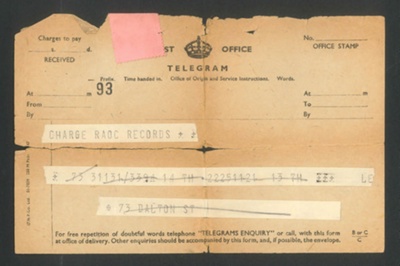 Charges to pay
s. d.
RECEIVED
POST OFFICE
TELEGRAM
No.
OFFICE STAMP
Prefix. Time handed in. Office of Origin and Service Instructions. Words.
93
At m
From
By
At m
To
By
CHARGE RAOC RECORDS
73 DALTON ST
For free repetition of doubtful words telephone "TELEGRAMS ENQUIRY" or call, with this form
at office of delivery. Other enquiries should be accompanied by this form, and, if possible, the envelope.
B or C